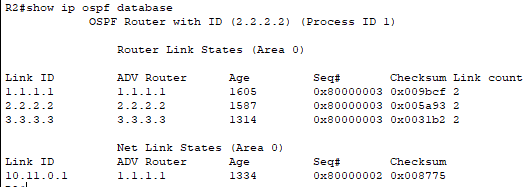 R2#show ip ospf database
OSPF Router with ID (2.2.2.2) (Process ID 1)
Router Link States (Area 0)
Link ID ADV Router Age Seq# Checksum Link count
1.1.1.1 1.1.1.1 1605 0x80000003 0x009bcf 2
2.2.2.2 2.2.2.2 1587 0x80000003 0x005a93 2
3.3.3.3 3.3.3.3 1314 0x80000003 0x0031b2 2
Net Link States (Area 0)
Link ID ADV Router Age Seq# Checksum
10.11.0.1 1.1.1.1 1334 0x80000002 0x008775